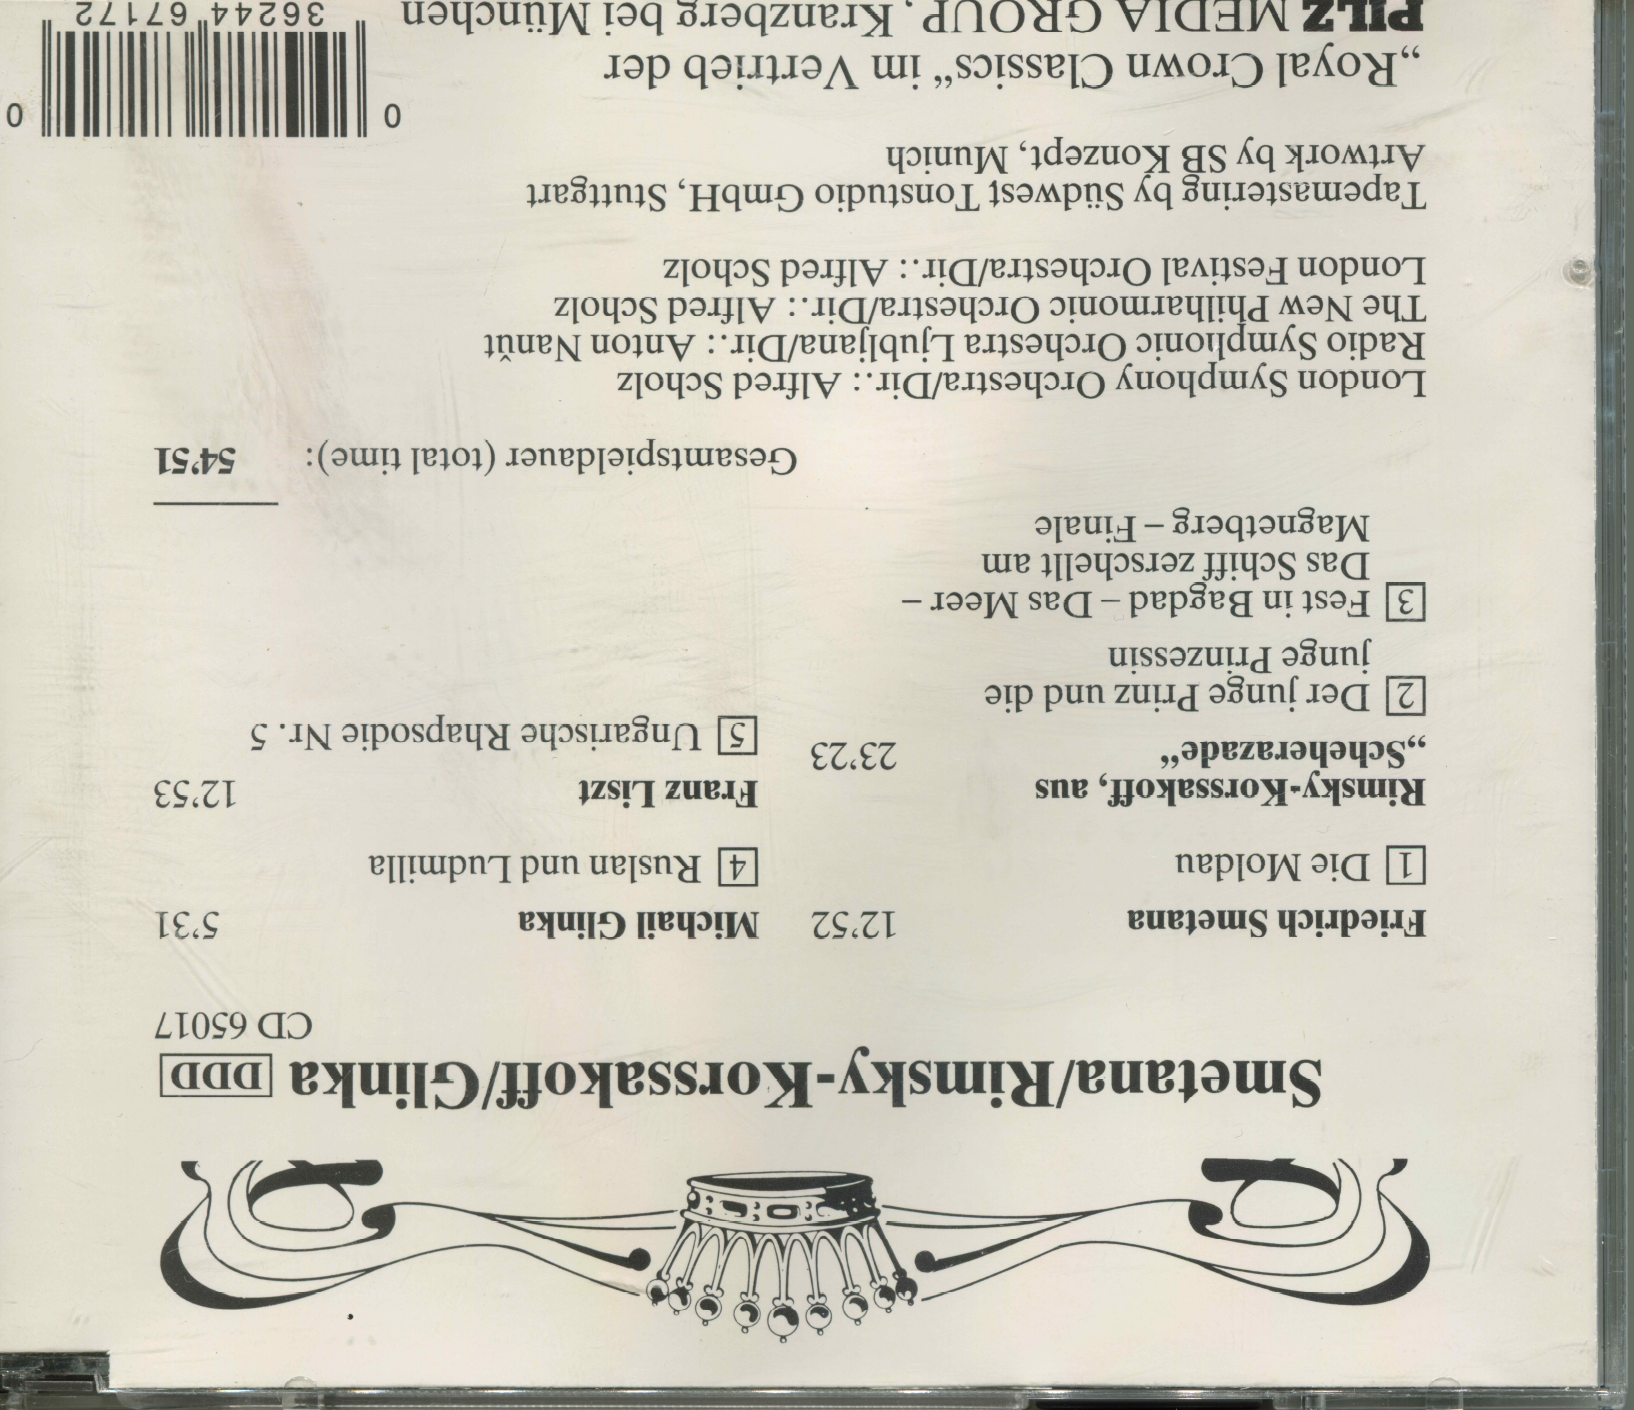 Smetana/Rimsky-Korssakoff/Glinka DDD
CD 65017
Friedrich Smetana 12'52
1 Die Moldau
Rimsky-Korssakoff, aus
„Scheherazade“ 23'23
2 Der junge Prinz und die
junge Prinzessin
3 Fest in Bagdad – Das Meer –
Das Schiff zerschellt am
Magnetberg – Finale
Michail Glinka 5'31
4 Ruslan und Ludmilla
Franz Liszt 12'53
5 Ungarische Rhapsodie Nr. 5
Gesamtspieldauer (total time): 54'51
London Symphony Orchestra/Dir.: Alfred Scholz
Radio Symphonic Orchestra Ljubljana/Dir.: Anton Nanŭt
The New Philharmonic Orchestra/Dir.: Alfred Scholz
London Festival Orchestra/Dir.: Alfred Scholz
Tapemastering by Südwest Tonstudio GmbH, Stuttgart
Artwork by SB Konzept, Munich
„Royal Crown Classics“ im Vertrieb der
PILZ MEDIA GROUP, Kranzberg bei München
0 36244 67172 0